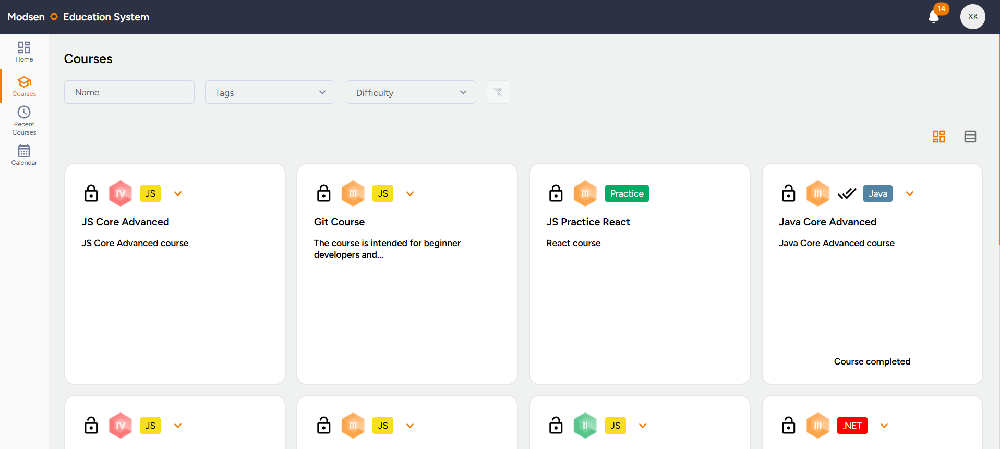 Modsen Education System
14
XK
Home
Courses
Recent
Courses
Calendar
Courses
Name
Tags
Difficulty
IV JS
JS Core Advanced
JS Core Advanced course
III JS
Git Course
The course is intended for beginner
developers and...
III Practice
JS Practice React
React course
III Java
Java Core Advanced
Java Core Advanced course
Course completed
IV JS
III JS
II JS
III .NET